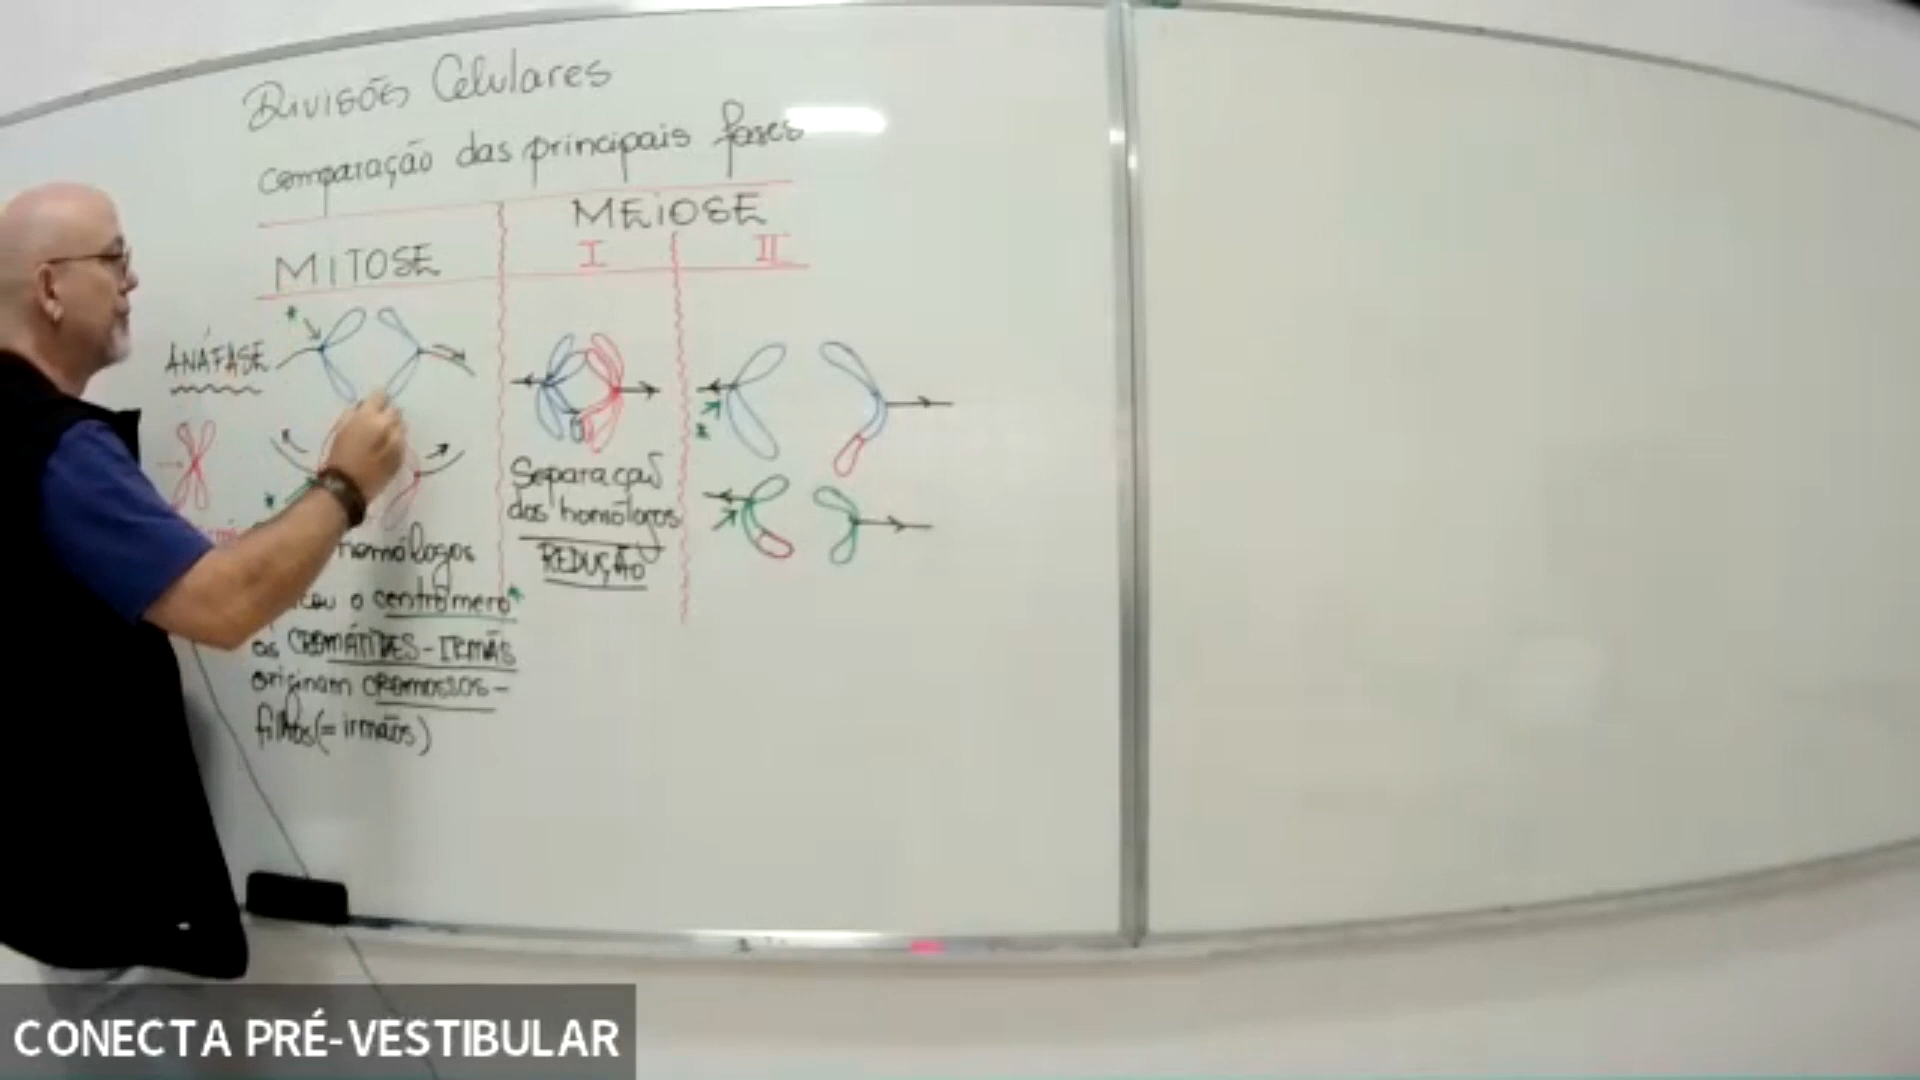 Divisões Celulares
comparação das principais fases
MITOSE
MEIOSE
I
II
ANÁFASE
homólogos
o centrômero*
as CROMÁTIDES-IRMÃS
originam CROMOSSOS-
filhos (= irmãos)
Separação
dos homólogos
REDUÇÃO
CONECTA PRÉ-VESTIBULAR